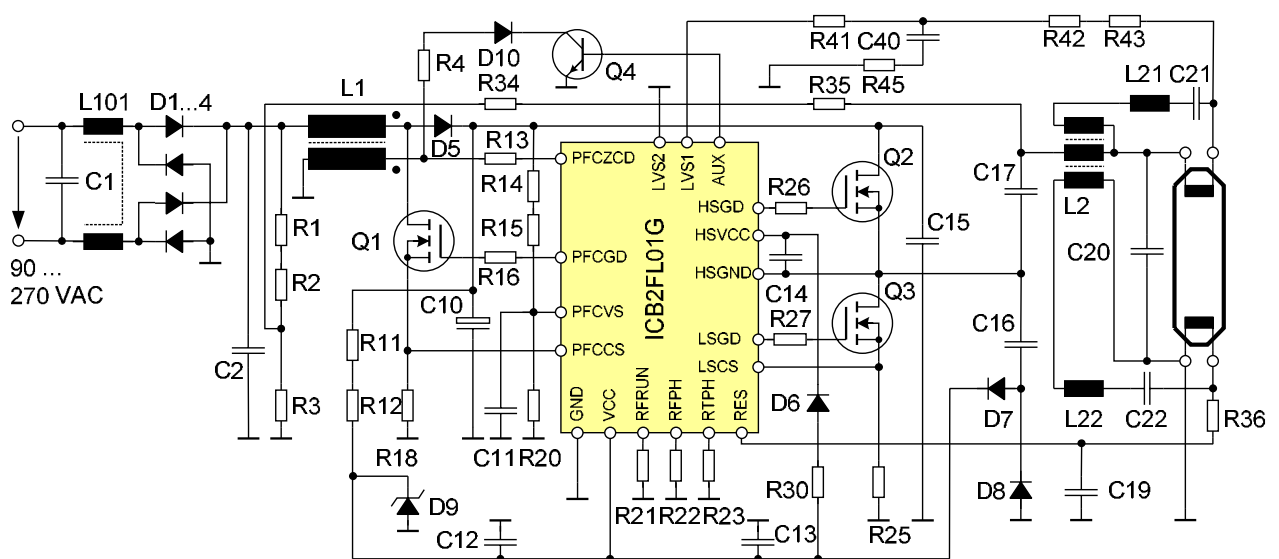 R41
C40
R42
R43
D10
Q4
R4
R45
L21
C21
R34
R35
L101
D1...4
L1
D5
R13
PFCZCD
LVS2
LVS1
AUX
Q2
C1
R14
R26
HSGD
C17
L2
R1
Q1
R15
HSVCC
C15
90 ...
270 VAC
R2
R16
PFCGD
ICB2FL01G
HSGND
C14
Q3
C20
C10
PFCVS
R27
C16
C2
R11
PFCCS
LSGD
LSCS
R3
R12
GND
VCC
RFRUN
RFPH
RTPH
RES
D6
D7
L22
C22
R36
R18
C11
R20
R30
D8
C19
D9
R21
R22
R23
R25
C12
C13